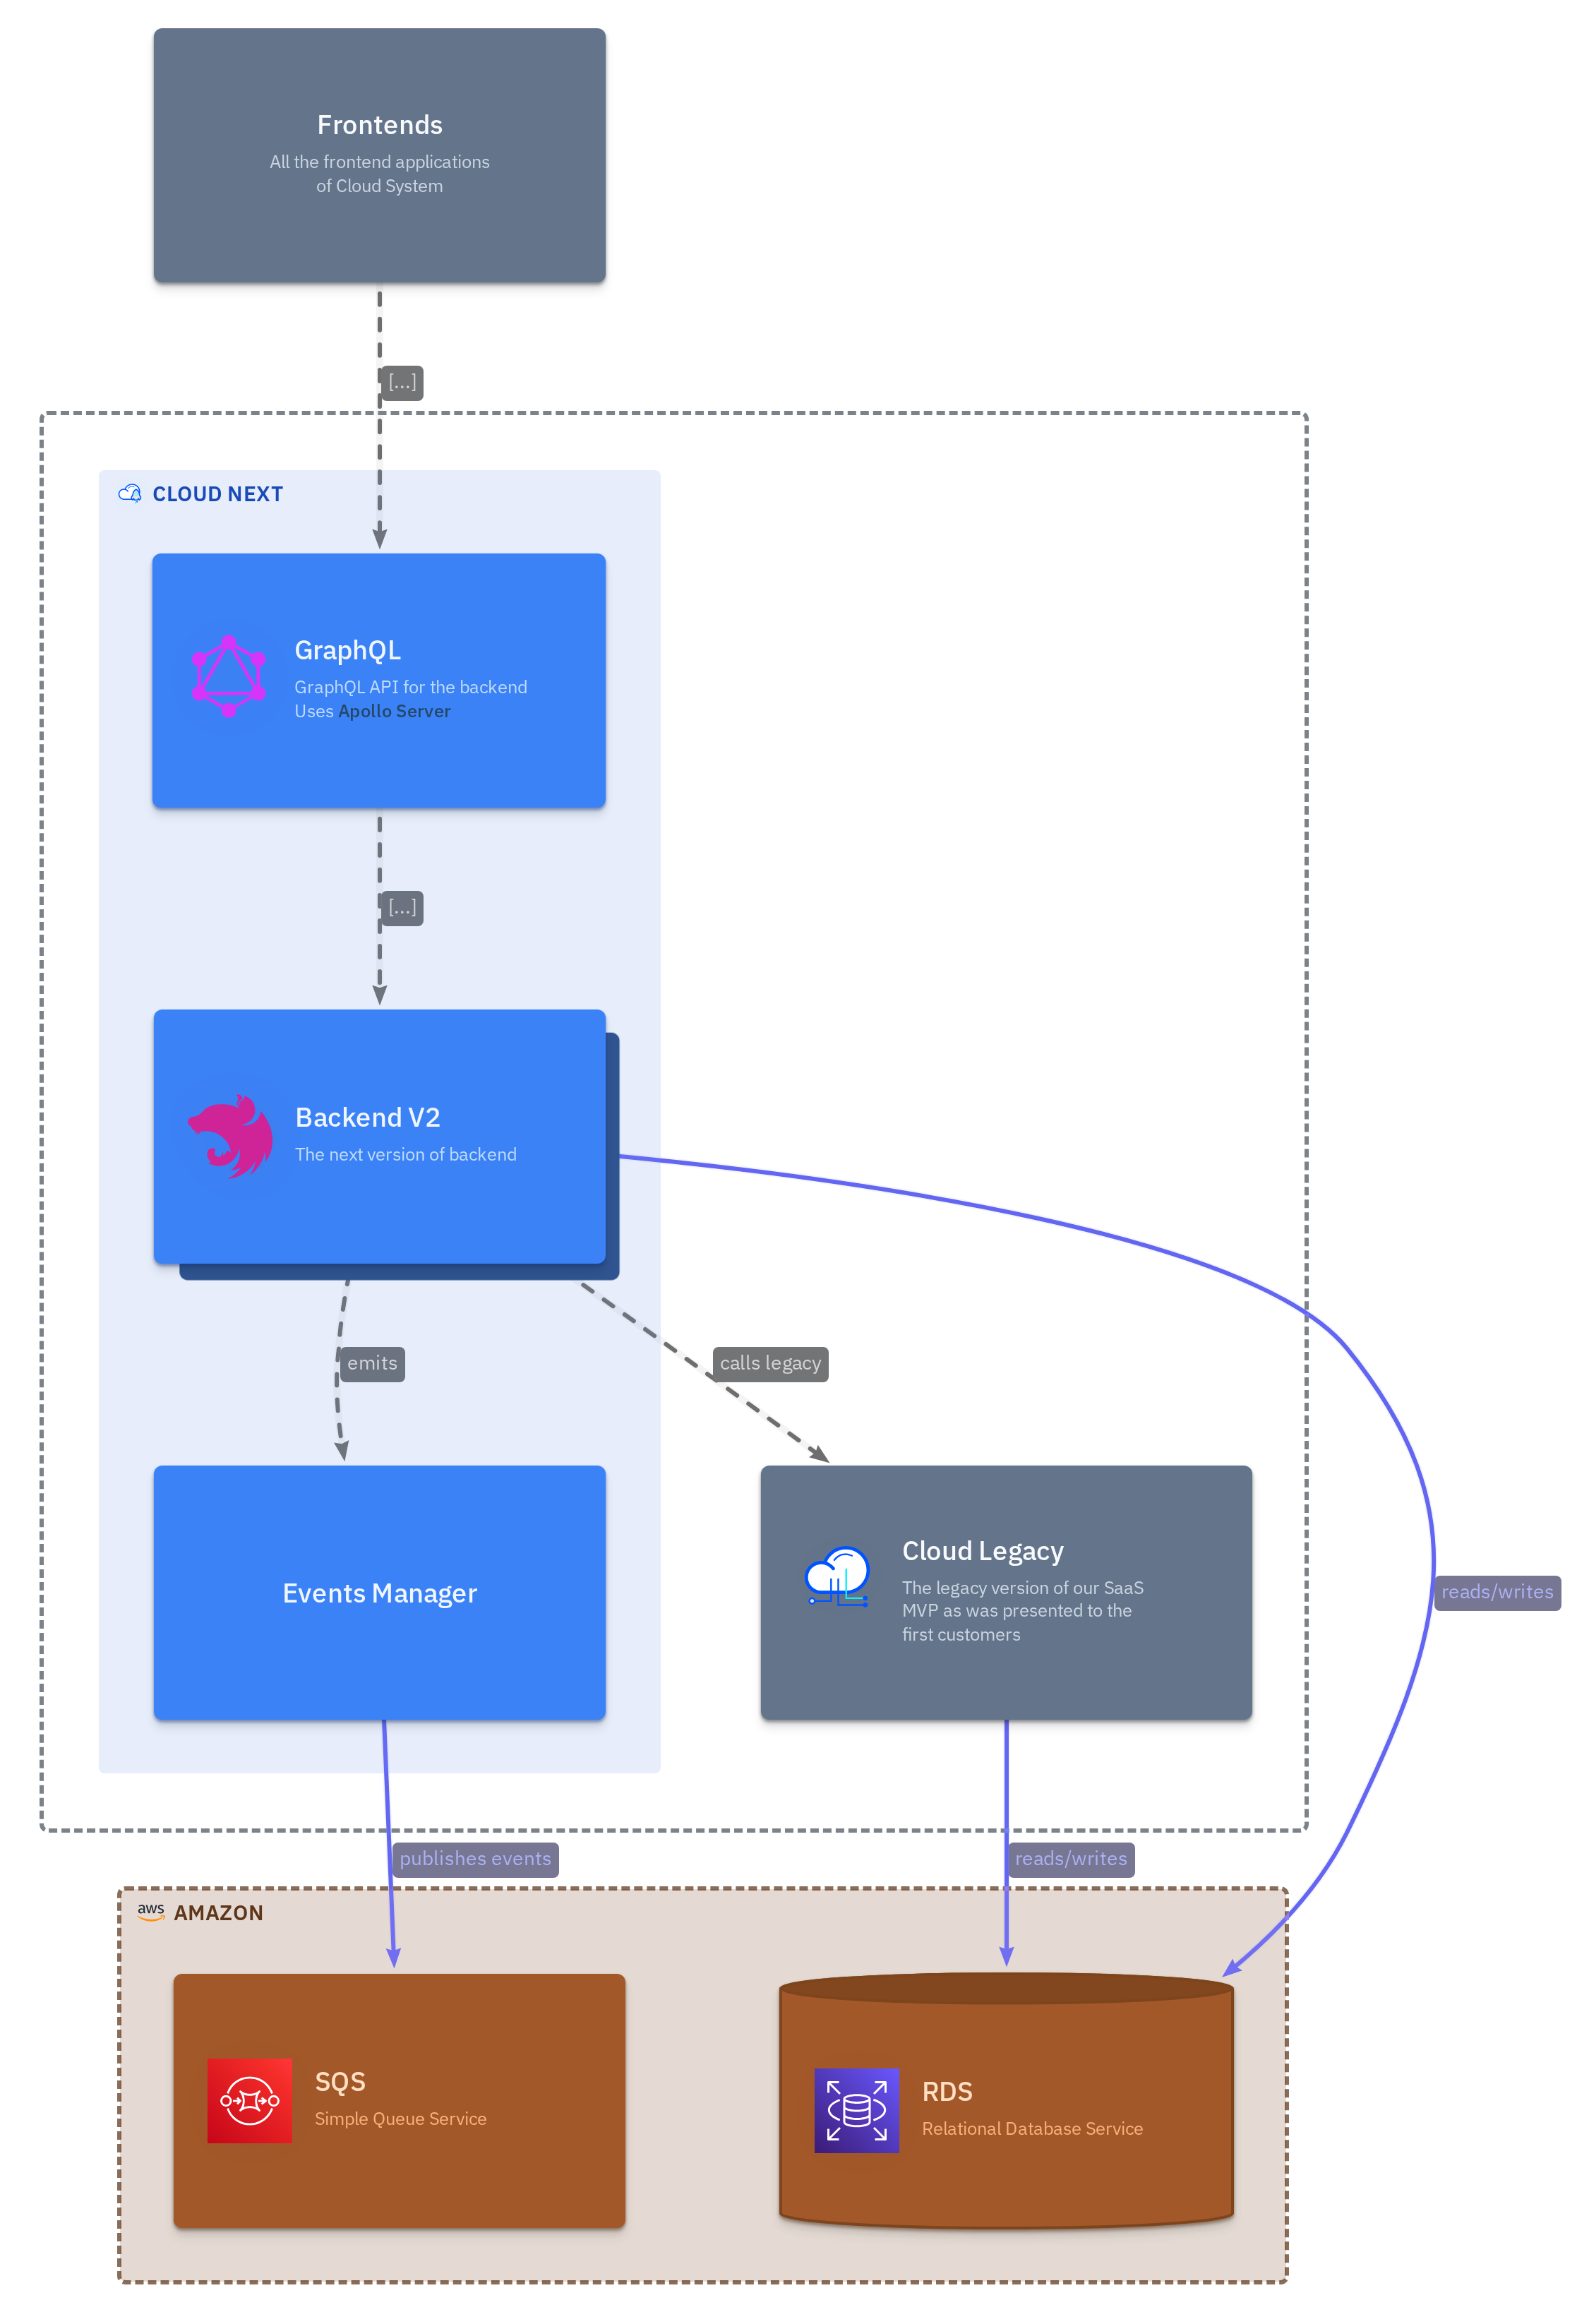 Frontends
All the frontend applications
of Cloud System
[...]
CLOUD NEXT
GraphQL
GraphQL API for the backend
Uses Apollo Server
[...]
Backend V2
The next version of backend
emits
calls legacy
Events Manager
Cloud Legacy
The legacy version of our SaaS
MVP as was presented to the
first customers
reads/writes
publishes events
reads/writes
aws AMAZON
SQS
Simple Queue Service
RDS
Relational Database Service